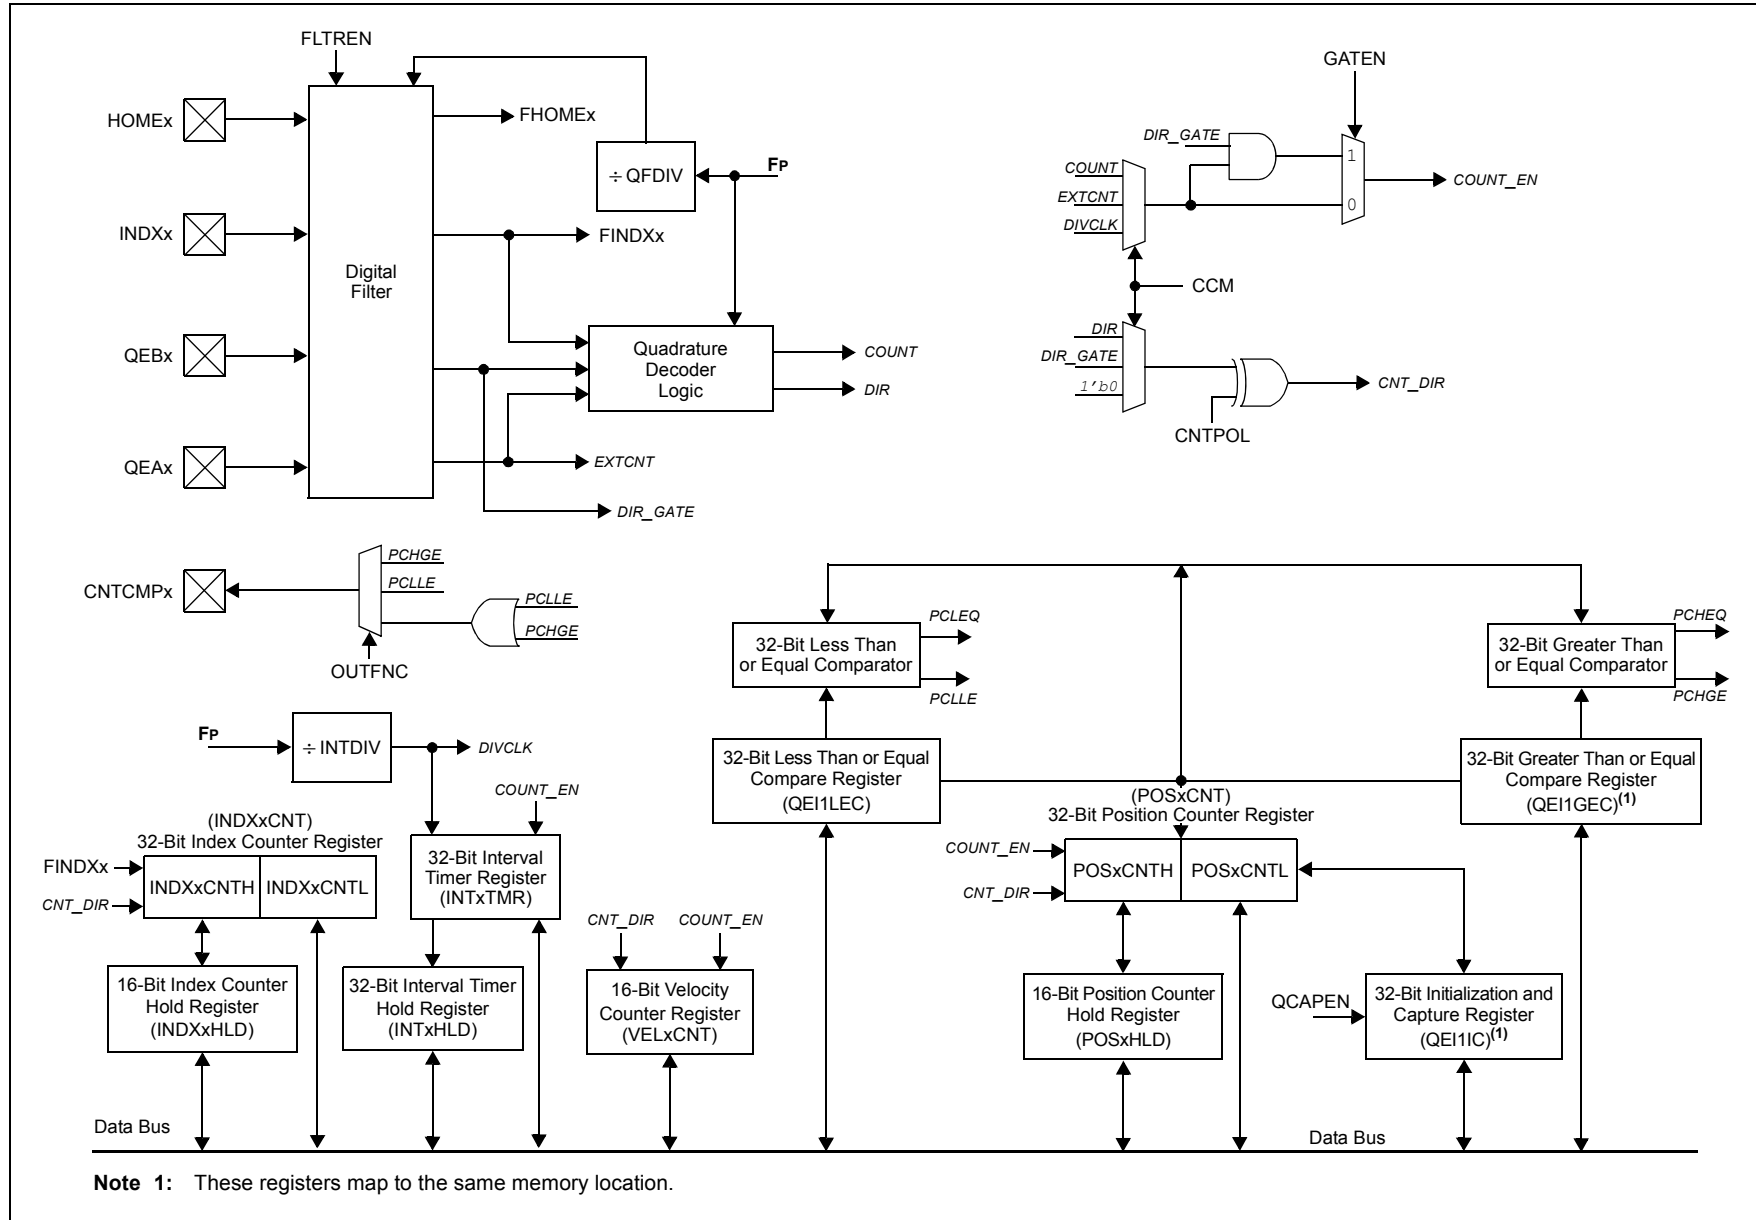 FLTREN
HOMEx
FHOMEx
÷ QFDIV
FP
INDXx
FINDXx
Digital
Filter
QEBx
Quadrature
Decoder
Logic
COUNT
DIR
QEAx
EXTCNT
DIR_GATE
GATEN
DIR_GATE
COUNT
EXTCNT
DIVCLK
1
0
COUNT_EN
CCM
DIR
DIR_GATE
1'b0
CNT_DIR
CNTPOL
CNTCMPx
PCHGE
PCLLE
PCLLE
PCHGE
OUTFNC
32-Bit Less Than
or Equal Comparator
PCLEQ
PCLLE
32-Bit Greater Than
or Equal Comparator
PCHEQ
PCHGE
FP
÷ INTDIV
DIVCLK
32-Bit Less Than or Equal
Compare Register
(QEI1LEC)
32-Bit Greater Than or Equal
Compare Register
(QEI1GEC)(1)
COUNT_EN
(INDXxCNT)
32-Bit Index Counter Register
FINDXx
CNT_DIR
INDXxCNTH
INDXxCNTL
32-Bit Interval
Timer Register
(INTxTMR)
(POSxCNT)
32-Bit Position Counter Register
COUNT_EN
CNT_DIR
POSxCNTH
POSxCNTL
CNT_DIR
COUNT_EN
16-Bit Index Counter
Hold Register
(INDXxHLD)
32-Bit Interval Timer
Hold Register
(INTxHLD)
16-Bit Velocity
Counter Register
(VELxCNT)
16-Bit Position Counter
Hold Register
(POSxHLD)
QCAPEN
32-Bit Initialization and
Capture Register
(QEI1IC)(1)
Data Bus
Data Bus
Note 1: These registers map to the same memory location.